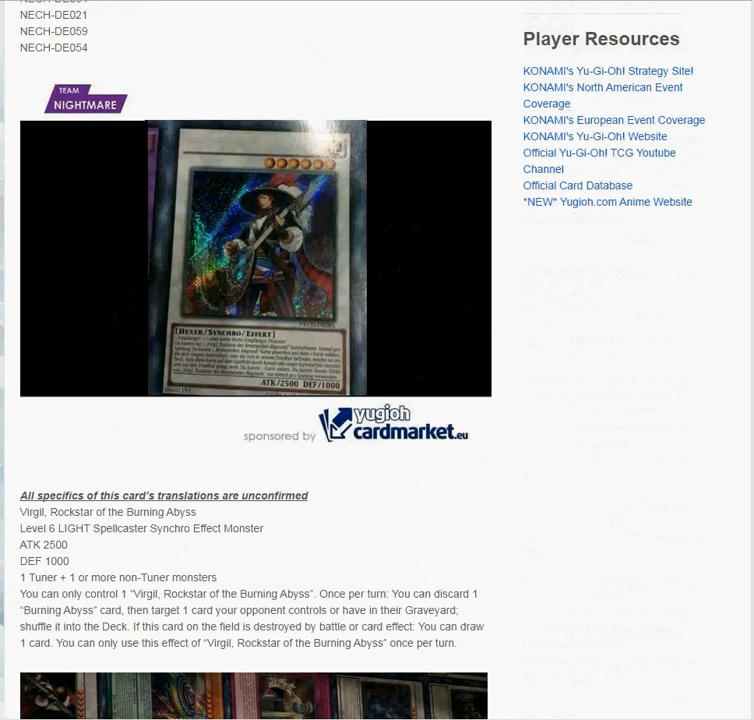 NECH-DE021
NECH-DE059
NECH-DE054
TEAM
NIGHTMARE
[HEXER/SYNCHRO/EFFEKT]
ATK/2500 DEF/1000
sponsored by yugioh
cardmarket.eu
All specifics of this card's translations are unconfirmed
Virgil, Rockstar of the Burning Abyss
Level 6 LIGHT Spellcaster Synchro Effect Monster
ATK 2500
DEF 1000
1 Tuner + 1 or more non-Tuner monsters
You can only control 1 “Virgil, Rockstar of the Burning Abyss”. Once per turn: You can discard 1
“Burning Abyss” card, then target 1 card your opponent controls or have in their Graveyard;
shuffle it into the Deck. If this card on the field is destroyed by battle or card effect: You can draw
1 card. You can only use this effect of “Virgil, Rockstar of the Burning Abyss” once per turn.
Player Resources
KONAMI's Yu-Gi-Oh! Strategy Site!
KONAMI's North American Event
Coverage
KONAMI's European Event Coverage
KONAMI's Yu-Gi-Oh! Website
Official Yu-Gi-Oh! TCG Youtube
Channel
Official Card Database
*NEW* Yugioh.com Anime Website